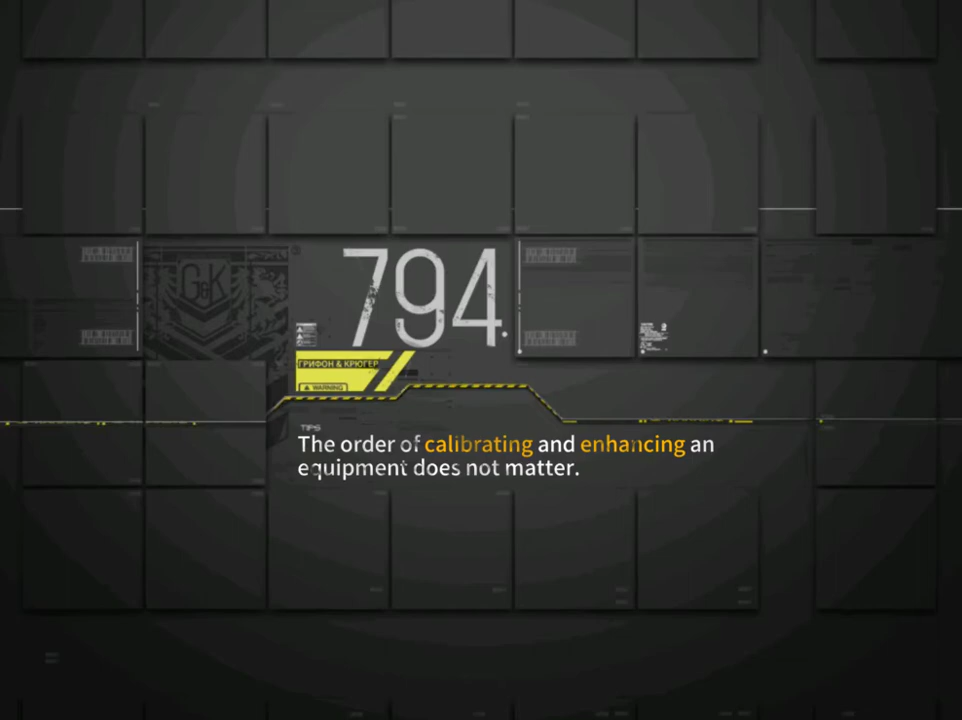 G&K
794.
ГРИФОН & КРЮГЕР
WARNING
TIPS
The order of calibrating and enhancing an
equipment does not matter.